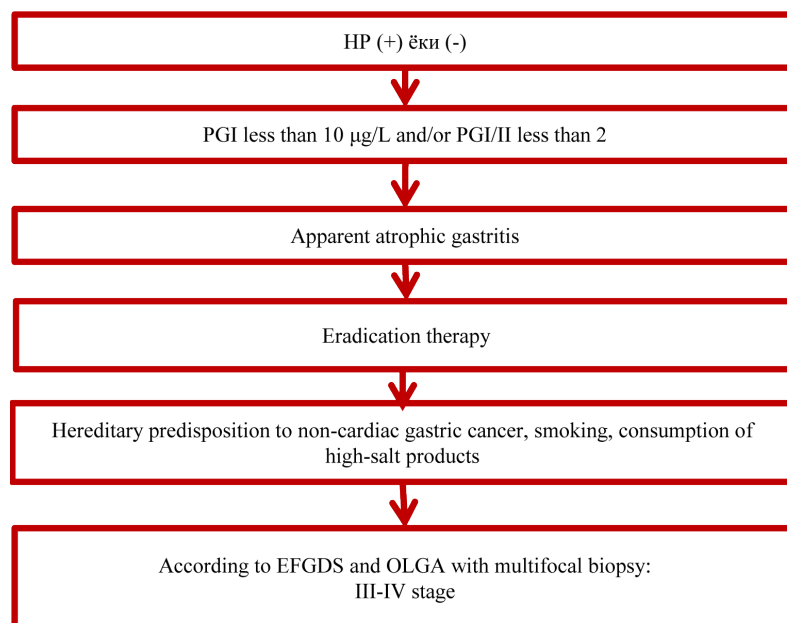 HP (+) ёки (-)
PGI less than 10 μg/L and/or PGI/II less than 2
Apparent atrophic gastritis
Eradication therapy
Hereditary predisposition to non-cardiac gastric cancer, smoking, consumption of
high-salt products
According to EFGDS and OLGA with multifocal biopsy:
III-IV stage